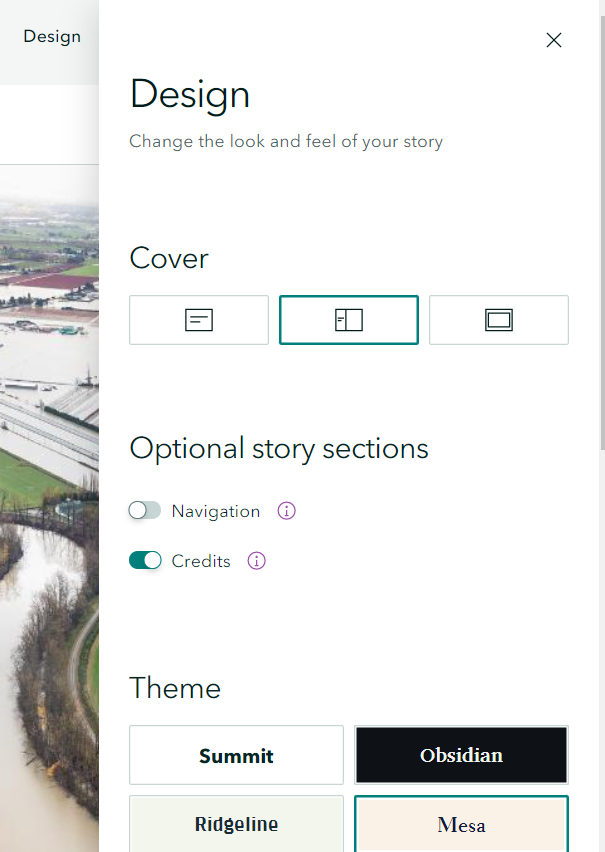 Design
Design
Change the look and feel of your story
Cover
Optional story sections
Navigation
Credits
Theme
Summit
Obsidian
Ridgeline
Mesa